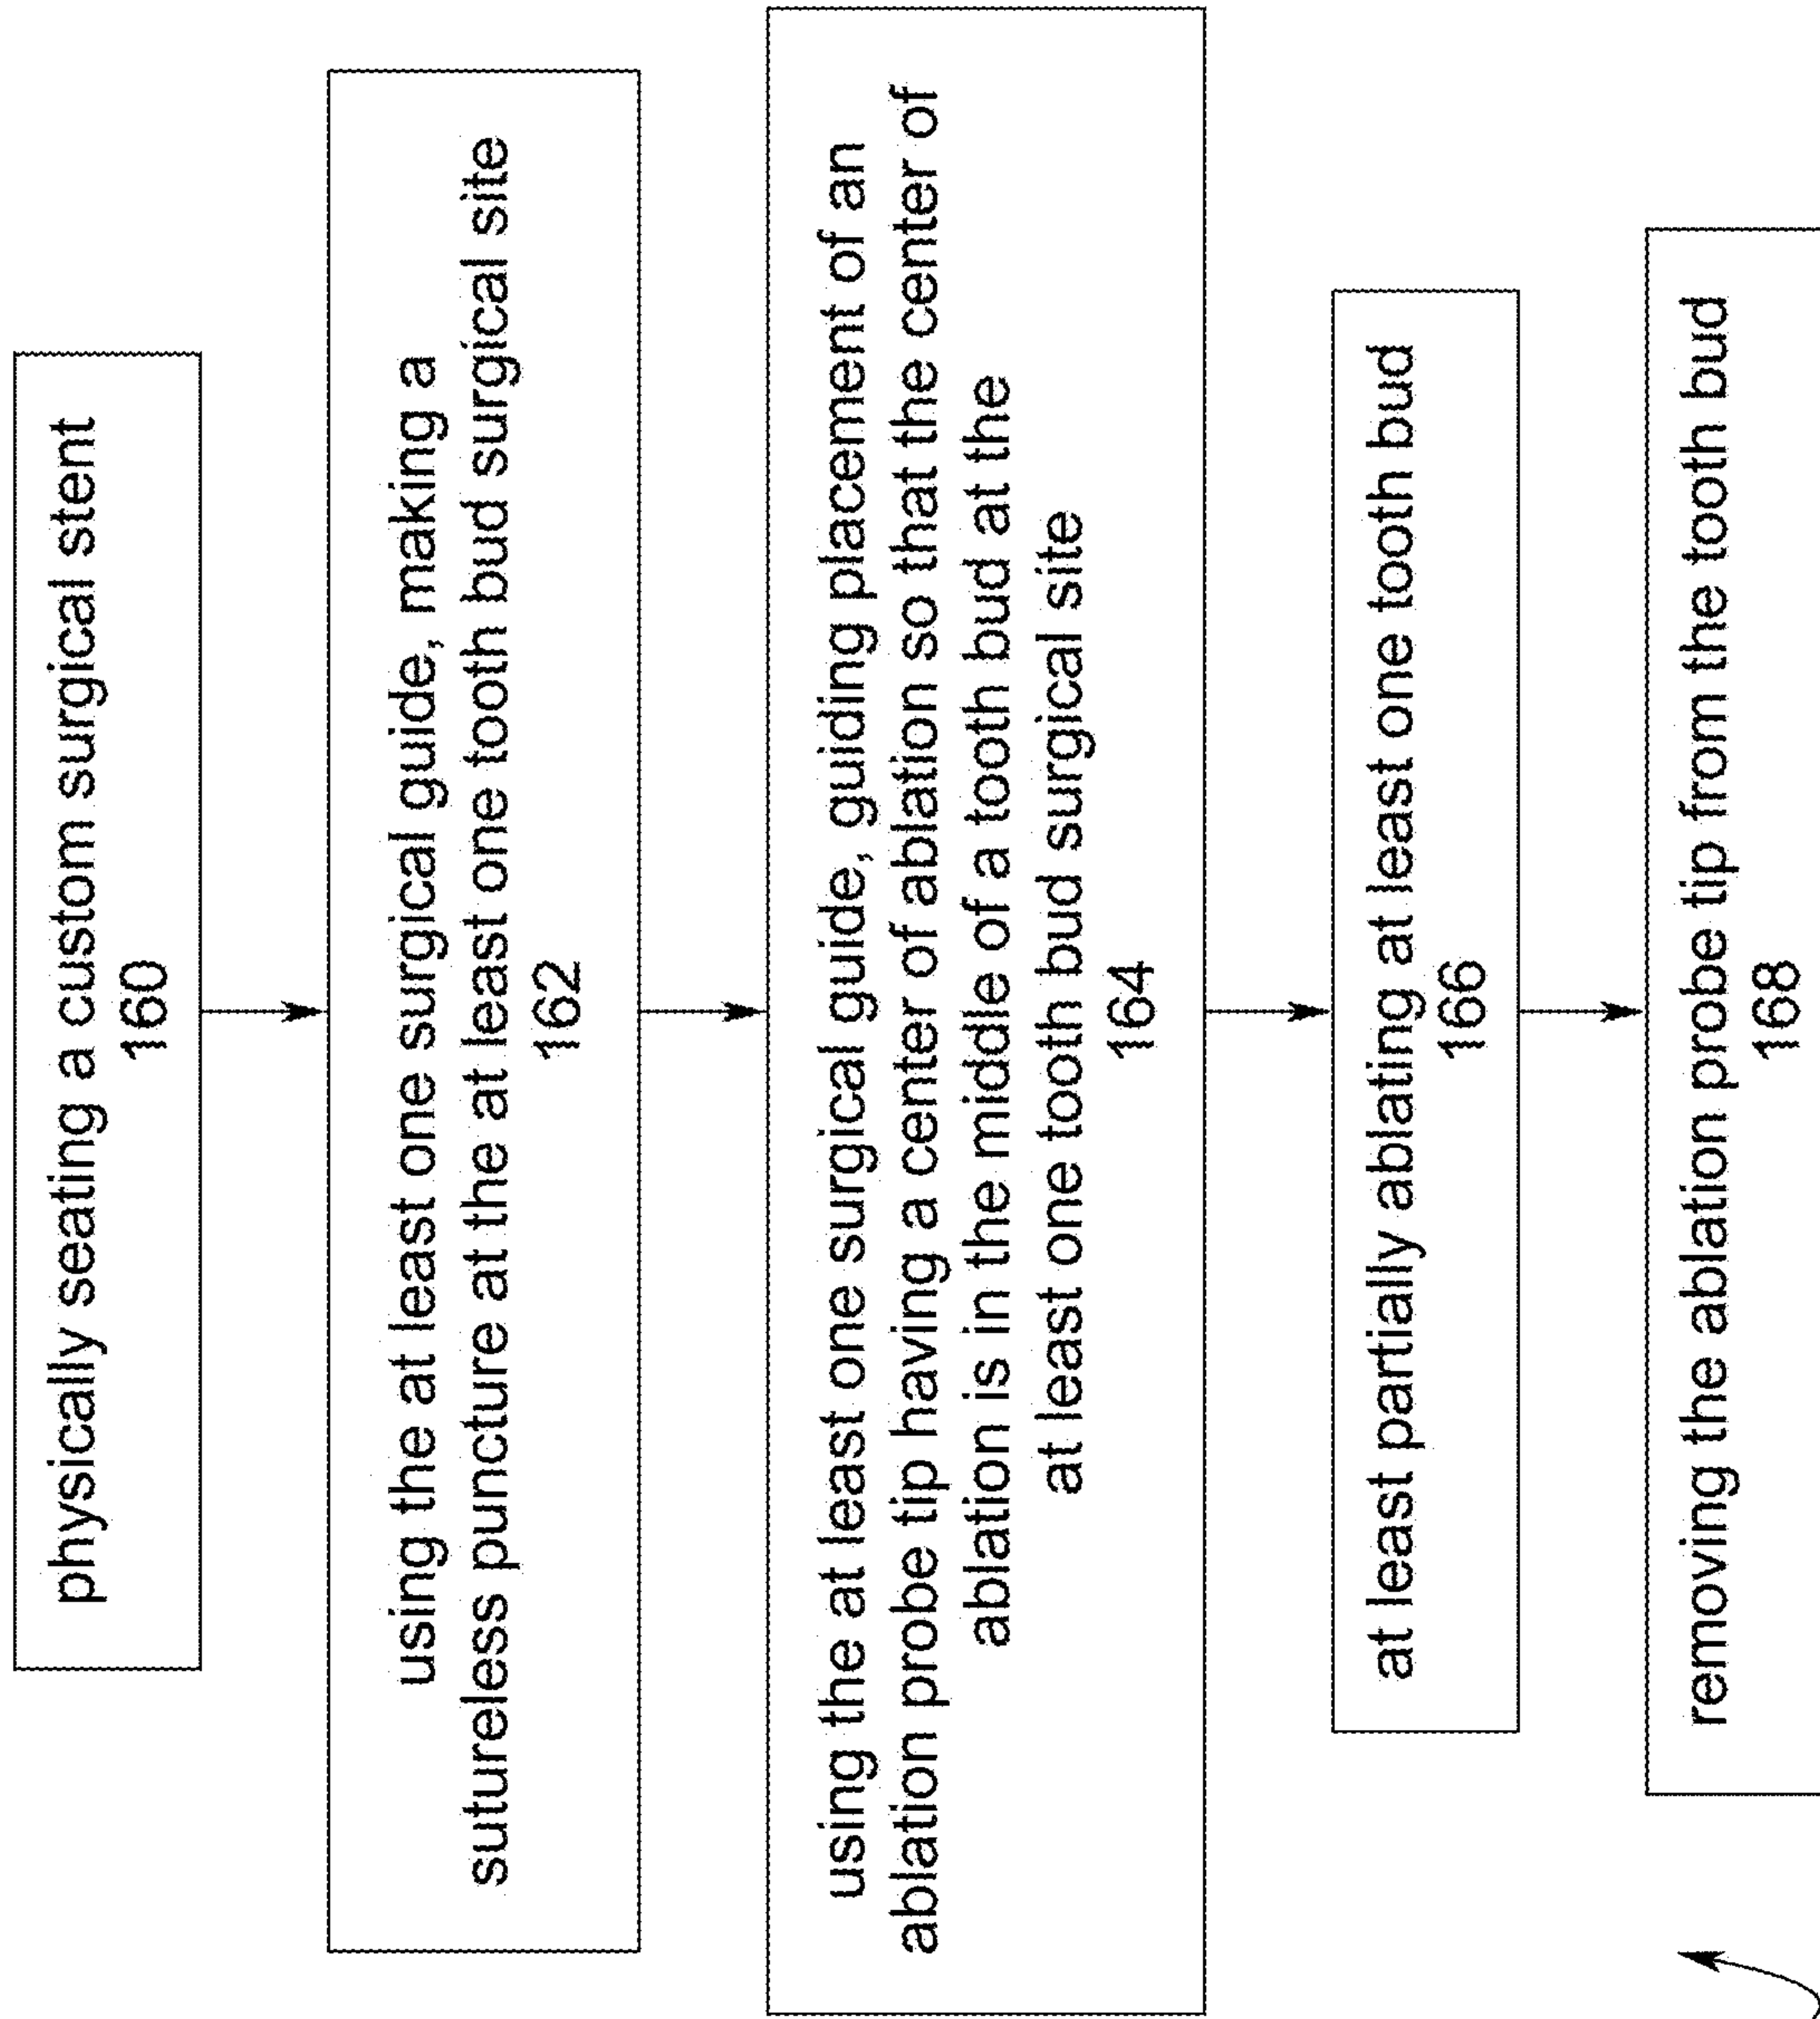 physically seating a custom surgical stent
160
using the at least one surgical guide, making a
sutureless puncture at the at least one tooth bud surgical site
162
using the at least one surgical guide, guiding placement of an
ablation probe tip having a center of ablation so that the center of
ablation is in the middle of a tooth bud at the
at least one tooth bud surgical site
164
at least partially ablating at least one tooth bud
166
removing the ablation probe tip from the tooth bud
168